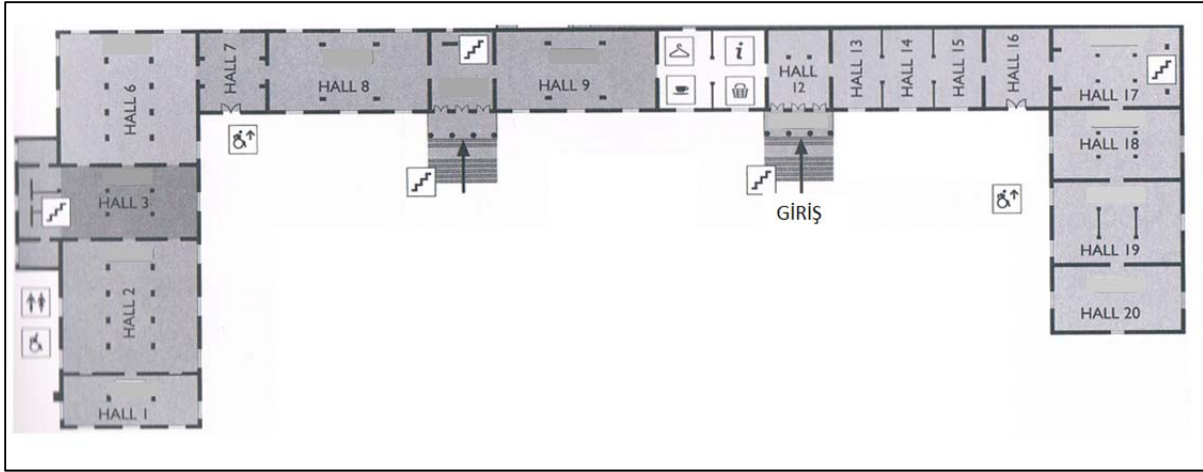 HALL 6
HALL 7
HALL 8
HALL 9
i
HALL
12
HALL 13
HALL 14
HALL 15
HALL 16
HALL 17
HALL 18
HALL 3
HALL 19
HALL 2
HALL 20
HALL 1
GİRİŞ